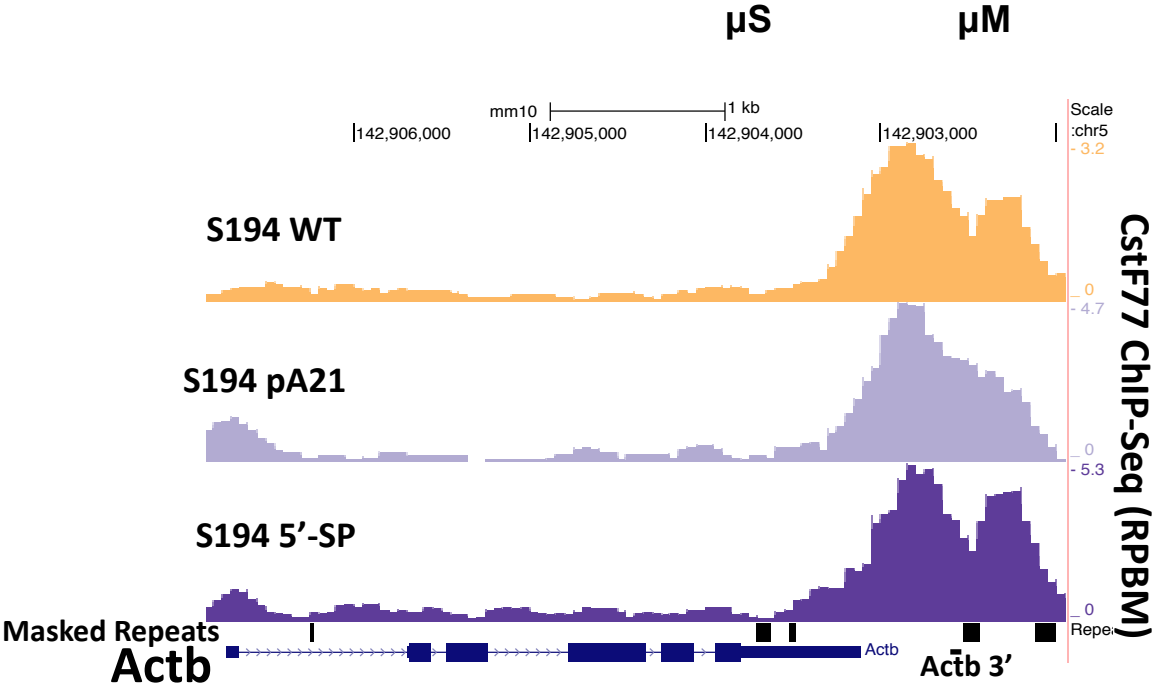 µS µM
mm10 1 kb Scale
142,906,000 142,905,000 142,904,000 142,903,000 :chr5
- 3.2
S194 WT
_ 0
- 4.7
S194 pA21
_ 0
- 5.3
S194 5’-SP
_ 0
CstF77 ChIP-Seq (RPBM)
Masked Repeats
Actb
Actb
Actb 3’